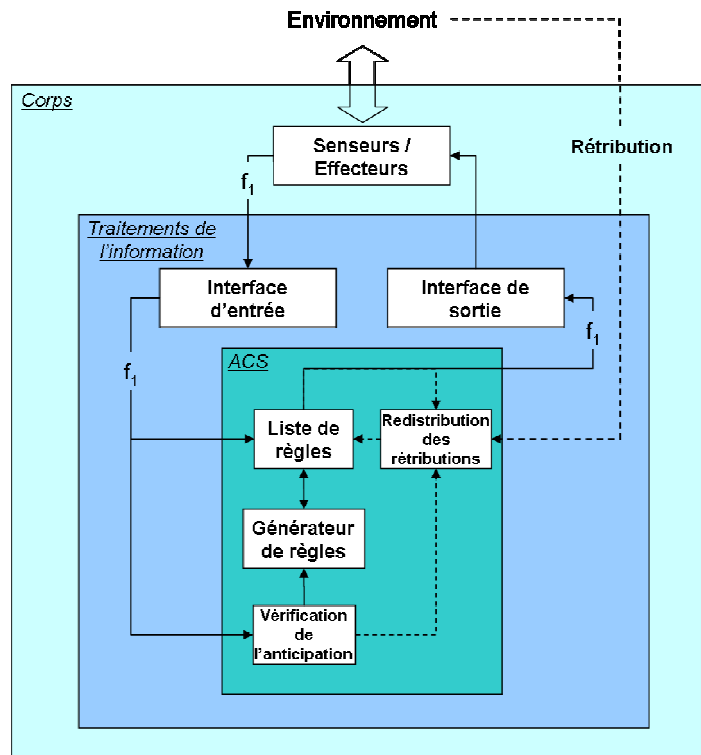 Environnement
Corps
Rétribution
Senseurs /
Effecteurs
f1
Traitements de
l'information
Interface
d'entrée
Interface de
sortie
f1
f1
ACS
Liste de
règles
Redistribution
des
rétributions
Générateur
de règles
Vérification
de
l'anticipation